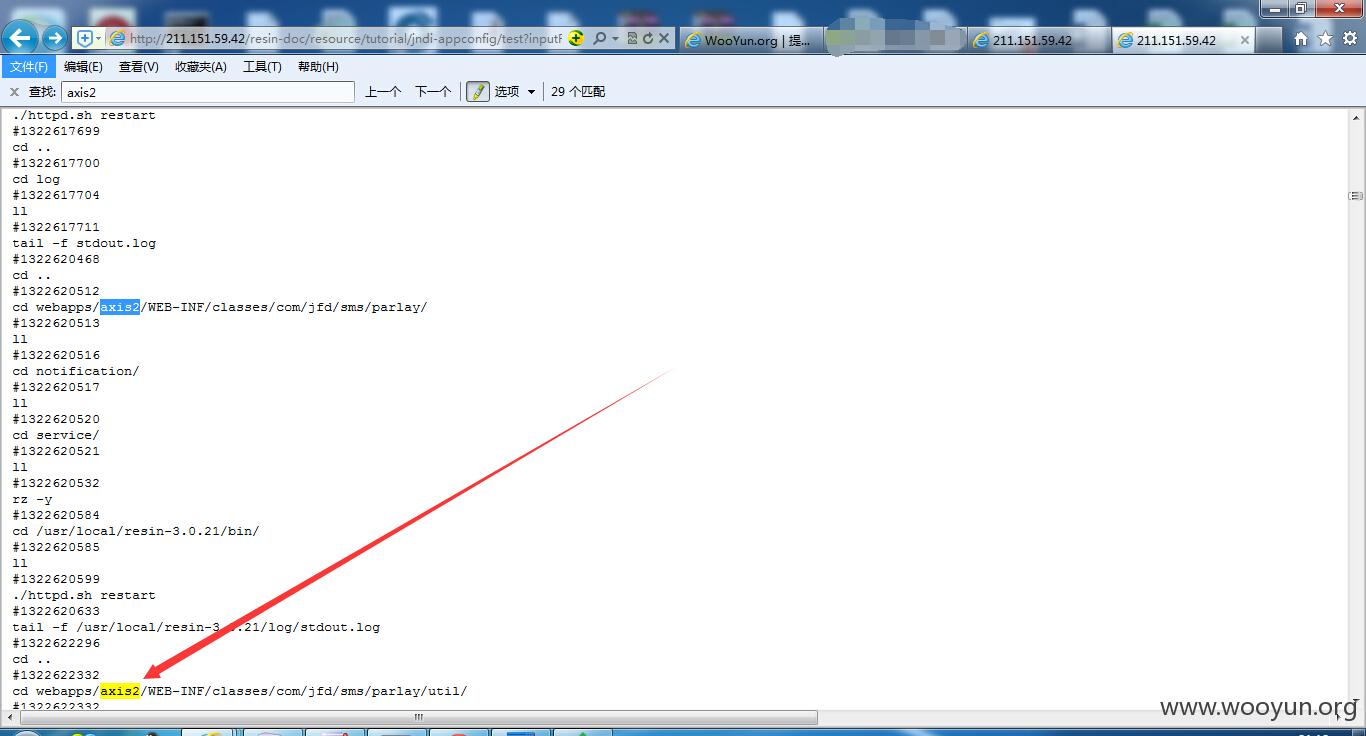 http://211.151.59.42/resin-doc/resource/tutorial/jndi-appconfig/test?inputF
WooYun.org | 提...
211.151.59.42
211.151.59.42
文件(F) 编辑(E) 查看(V) 收藏夹(A) 工具(T) 帮助(H)
查找: axis2 上一个 下一个 选项 29 个匹配
./httpd.sh restart
#1322617699
cd ..
#1322617700
cd log
#1322617704
ll
#1322617711
tail -f stdout.log
#1322620468
cd ..
#1322620512
cd webapps/axis2/WEB-INF/classes/com/jfd/sms/parlay/
#1322620513
ll
#1322620516
cd notification/
#1322620517
ll
#1322620520
cd service/
#1322620521
ll
#1322620532
rz -y
#1322620584
cd /usr/local/resin-3.0.21/bin/
#1322620585
ll
#1322620599
./httpd.sh restart
#1322620633
tail -f /usr/local/resin-3.0.21/log/stdout.log
#1322622296
cd ..
#1322622332
cd webapps/axis2/WEB-INF/classes/com/jfd/sms/parlay/util/
#1322622332
www.wooyun.org